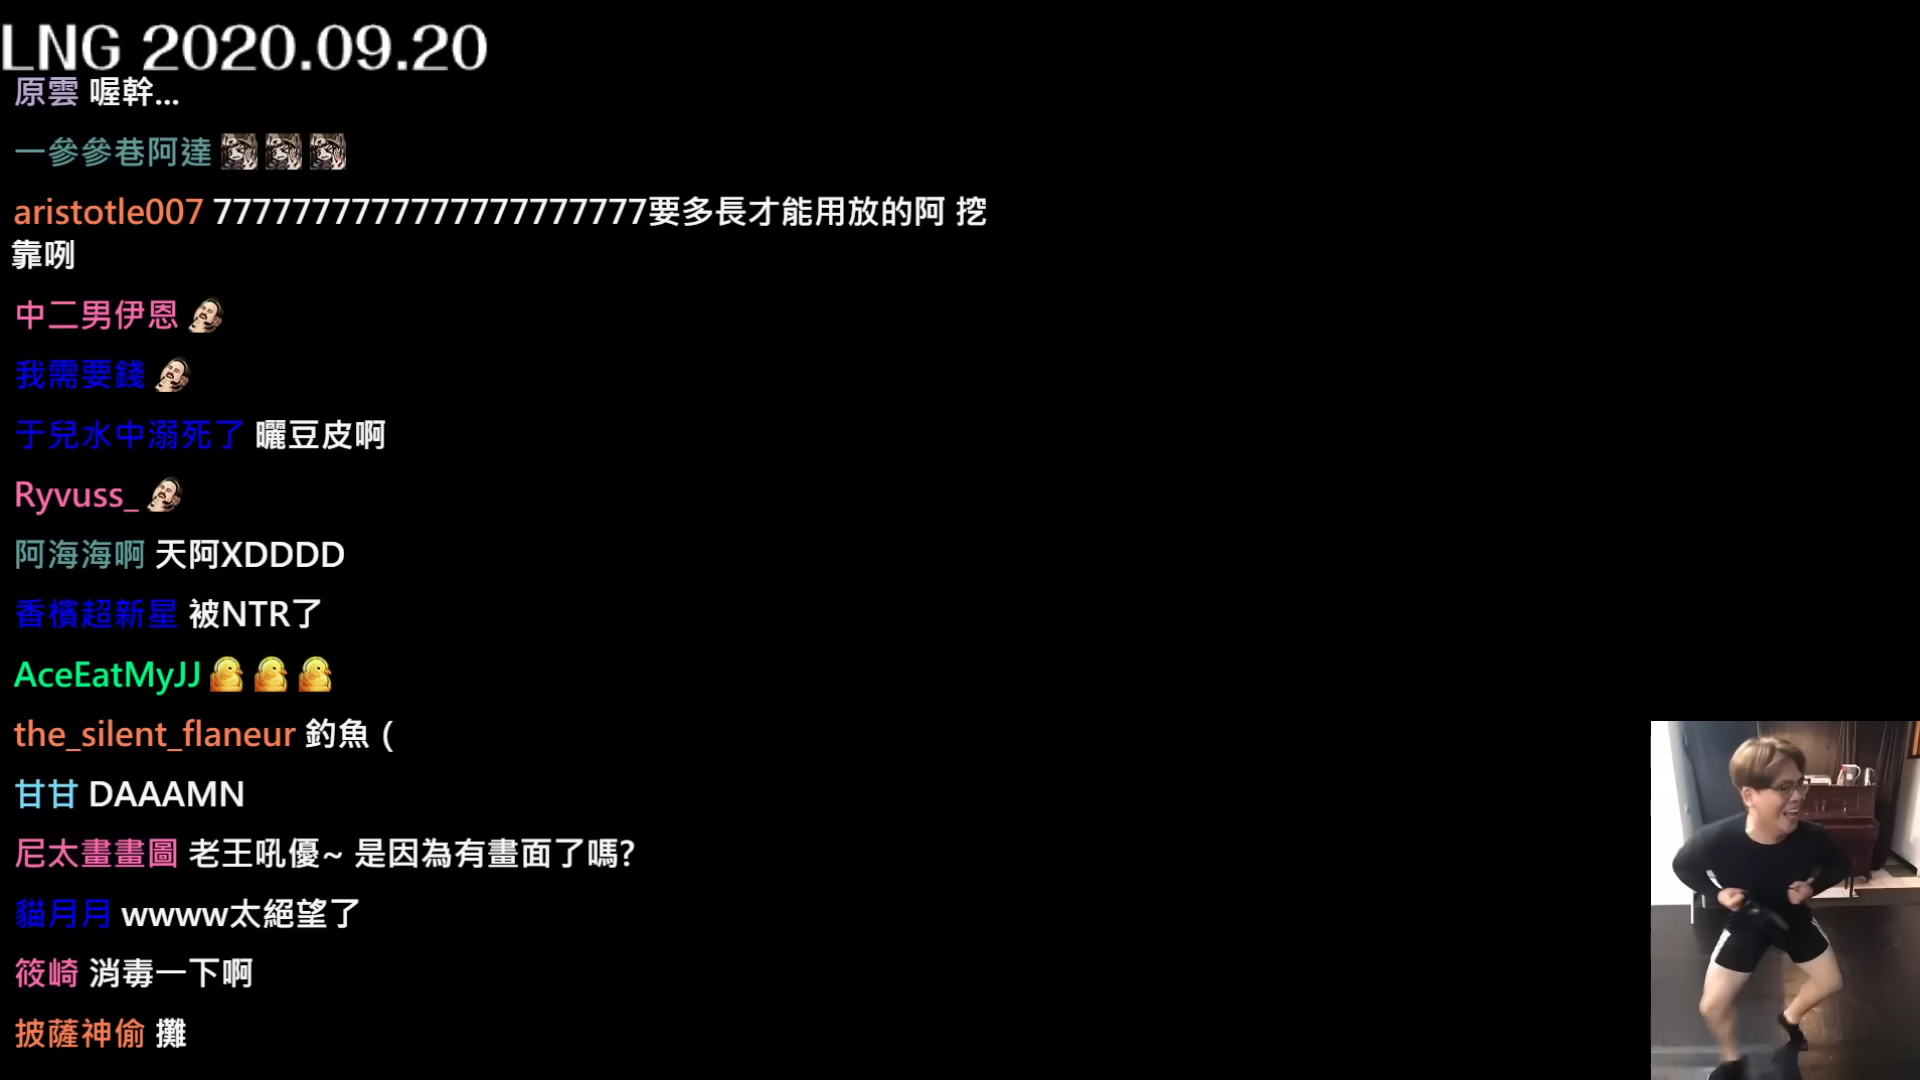 LNG 2020.09.20
原雲 喔幹...
一參參巷阿達
aristotle007 77777777777777777777777777要多長才能用放的阿 挖
靠咧
中二男伊恩
我需要錢
于兒水中溺死了 曬豆皮啊
Ryvuss_
阿海海啊 天阿XDDDD
香檳超新星 被NTR了
AceEatMyJJ
the_silent_flaneur 釣魚 (
甘甘 DAAAMN
尼太畫畫圖 老王吼優~ 是因為有畫面了嗎?
貓月月 wwww太絕望了
筱崎 消毒一下啊
披薩神偷 攤